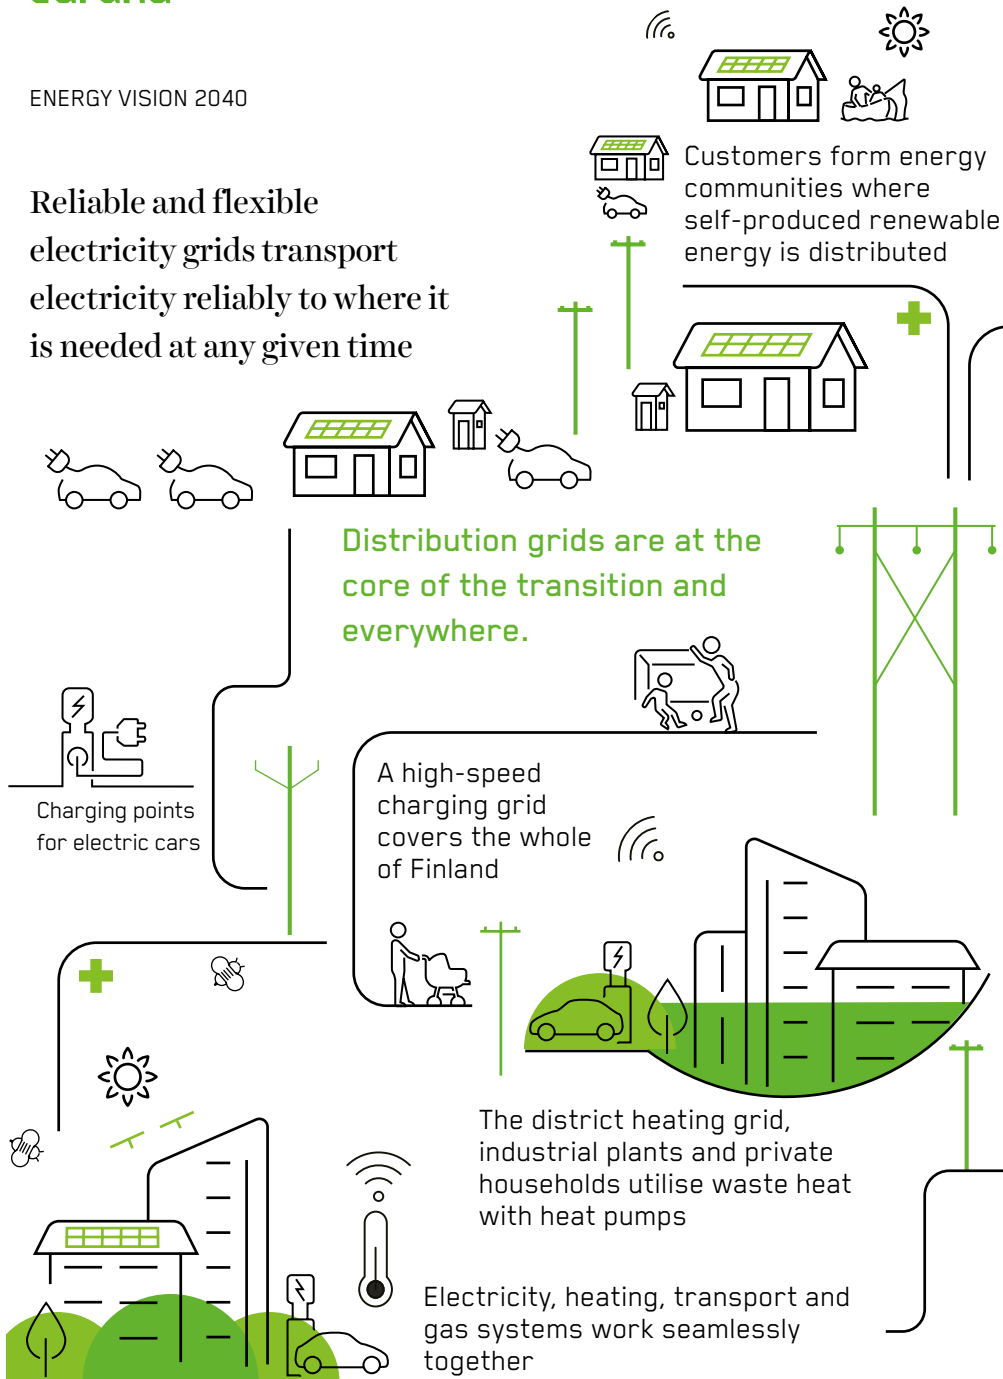 ENERGY VISION 2040
Reliable and flexible
electricity grids transport
electricity reliably to where it
is needed at any given time
Customers form energy
communities where
self-produced renewable
energy is distributed
Distribution grids are at the
core of the transition and
everywhere.
Charging points
for electric cars
A high-speed
charging grid
covers the whole
of Finland
The district heating grid,
industrial plants and private
households utilise waste heat
with heat pumps
Electricity, heating, transport and
gas systems work seamlessly
together